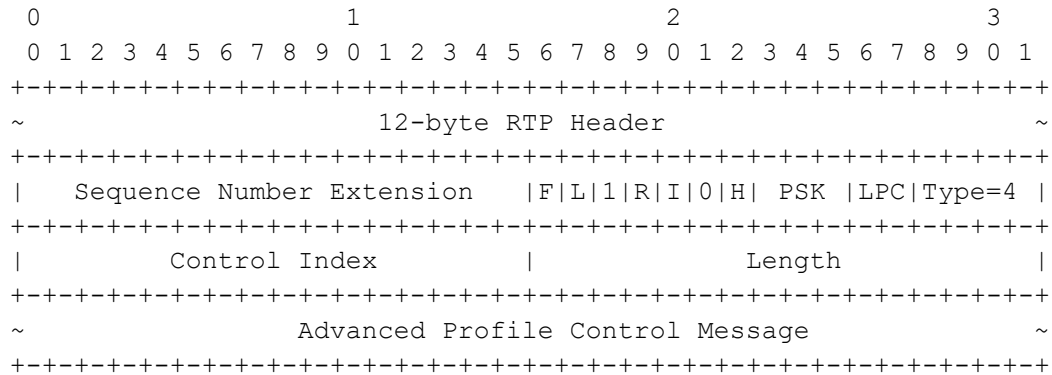 0                   1                   2                   3
 0 1 2 3 4 5 6 7 8 9 0 1 2 3 4 5 6 7 8 9 0 1 2 3 4 5 6 7 8 9 0 1
+-+-+-+-+-+-+-+-+-+-+-+-+-+-+-+-+-+-+-+-+-+-+-+-+-+-+-+-+-+-+-+-+
~                      12-byte RTP Header                       ~
+-+-+-+-+-+-+-+-+-+-+-+-+-+-+-+-+-+-+-+-+-+-+-+-+-+-+-+-+-+-+-+-+
|   Sequence Number Extension   |F|L|1|R|I|0|H| PSK |LPC|Type=4 |
+-+-+-+-+-+-+-+-+-+-+-+-+-+-+-+-+-+-+-+-+-+-+-+-+-+-+-+-+-+-+-+-+
|         Control Index         |             Length            |
+-+-+-+-+-+-+-+-+-+-+-+-+-+-+-+-+-+-+-+-+-+-+-+-+-+-+-+-+-+-+-+-+
~                 Advanced Profile Control Message              ~
+-+-+-+-+-+-+-+-+-+-+-+-+-+-+-+-+-+-+-+-+-+-+-+-+-+-+-+-+-+-+-+-+